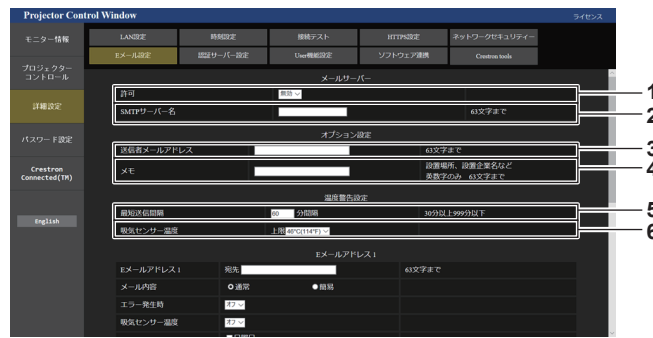 Projector Control Window
ライセンス
モニター情報
プロジェクター
コントロール
詳細設定
パスワード設定
Crestron
Connected(TM)
English
LAN設定 時刻設定 接続テスト HTTPS設定 ネットワークセキュリティー
Eメール設定 認証サーバー設定 User機能設定 ソフトウェア連携 Crestron tools
メールサーバー
許可 無効 1
SMTPサーバー名 63文字まで 2
オプション設定
送信者メールアドレス 63文字まで 3
メモ 設置場所、設置企業名など 4
英数字のみ 63文字まで
温度警告設定
最短送信間隔 60 分間隔 30分以上999分以下 5
吸気センサー温度 上限 46°C(114°F) 6
Eメールアドレス 1
Eメールアドレス 1 宛先 63文字まで
メール内容 通常 簡易
エラー発生時 オフ
吸気センサー温度 オフ
日曜日